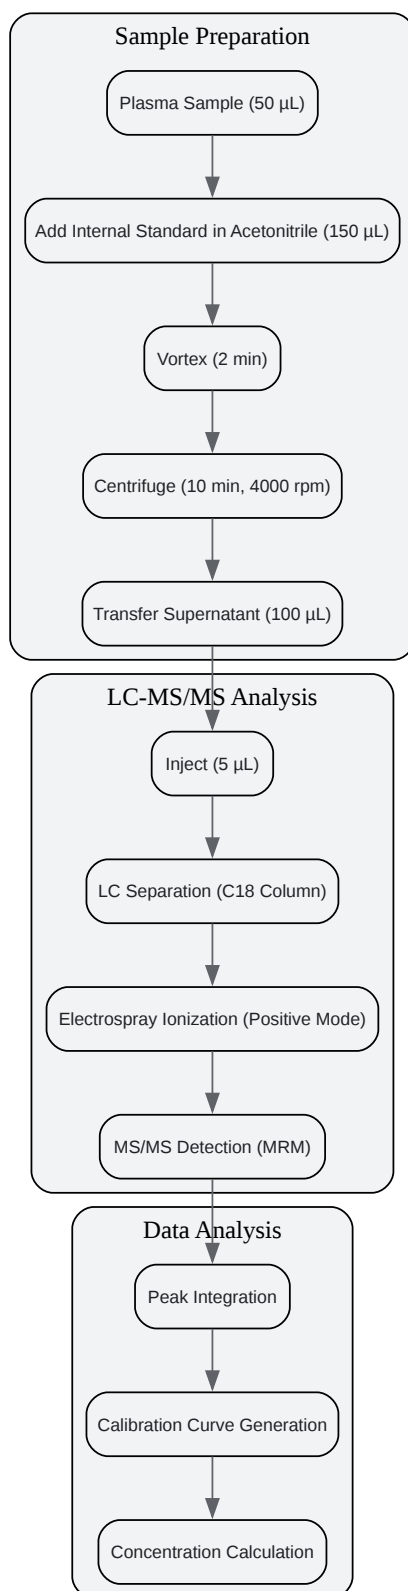 Sample Preparation
Plasma Sample (50 µL)
Add Internal Standard in Acetonitrile (150 µL)
Vortex (2 min)
Centrifuge (10 min, 4000 rpm)
Transfer Supernatant (100 µL)
LC-MS/MS Analysis
Inject (5 µL)
LC Separation (C18 Column)
Electrospray Ionization (Positive Mode)
MS/MS Detection (MRM)
Data Analysis
Peak Integration
Calibration Curve Generation
Concentration Calculation